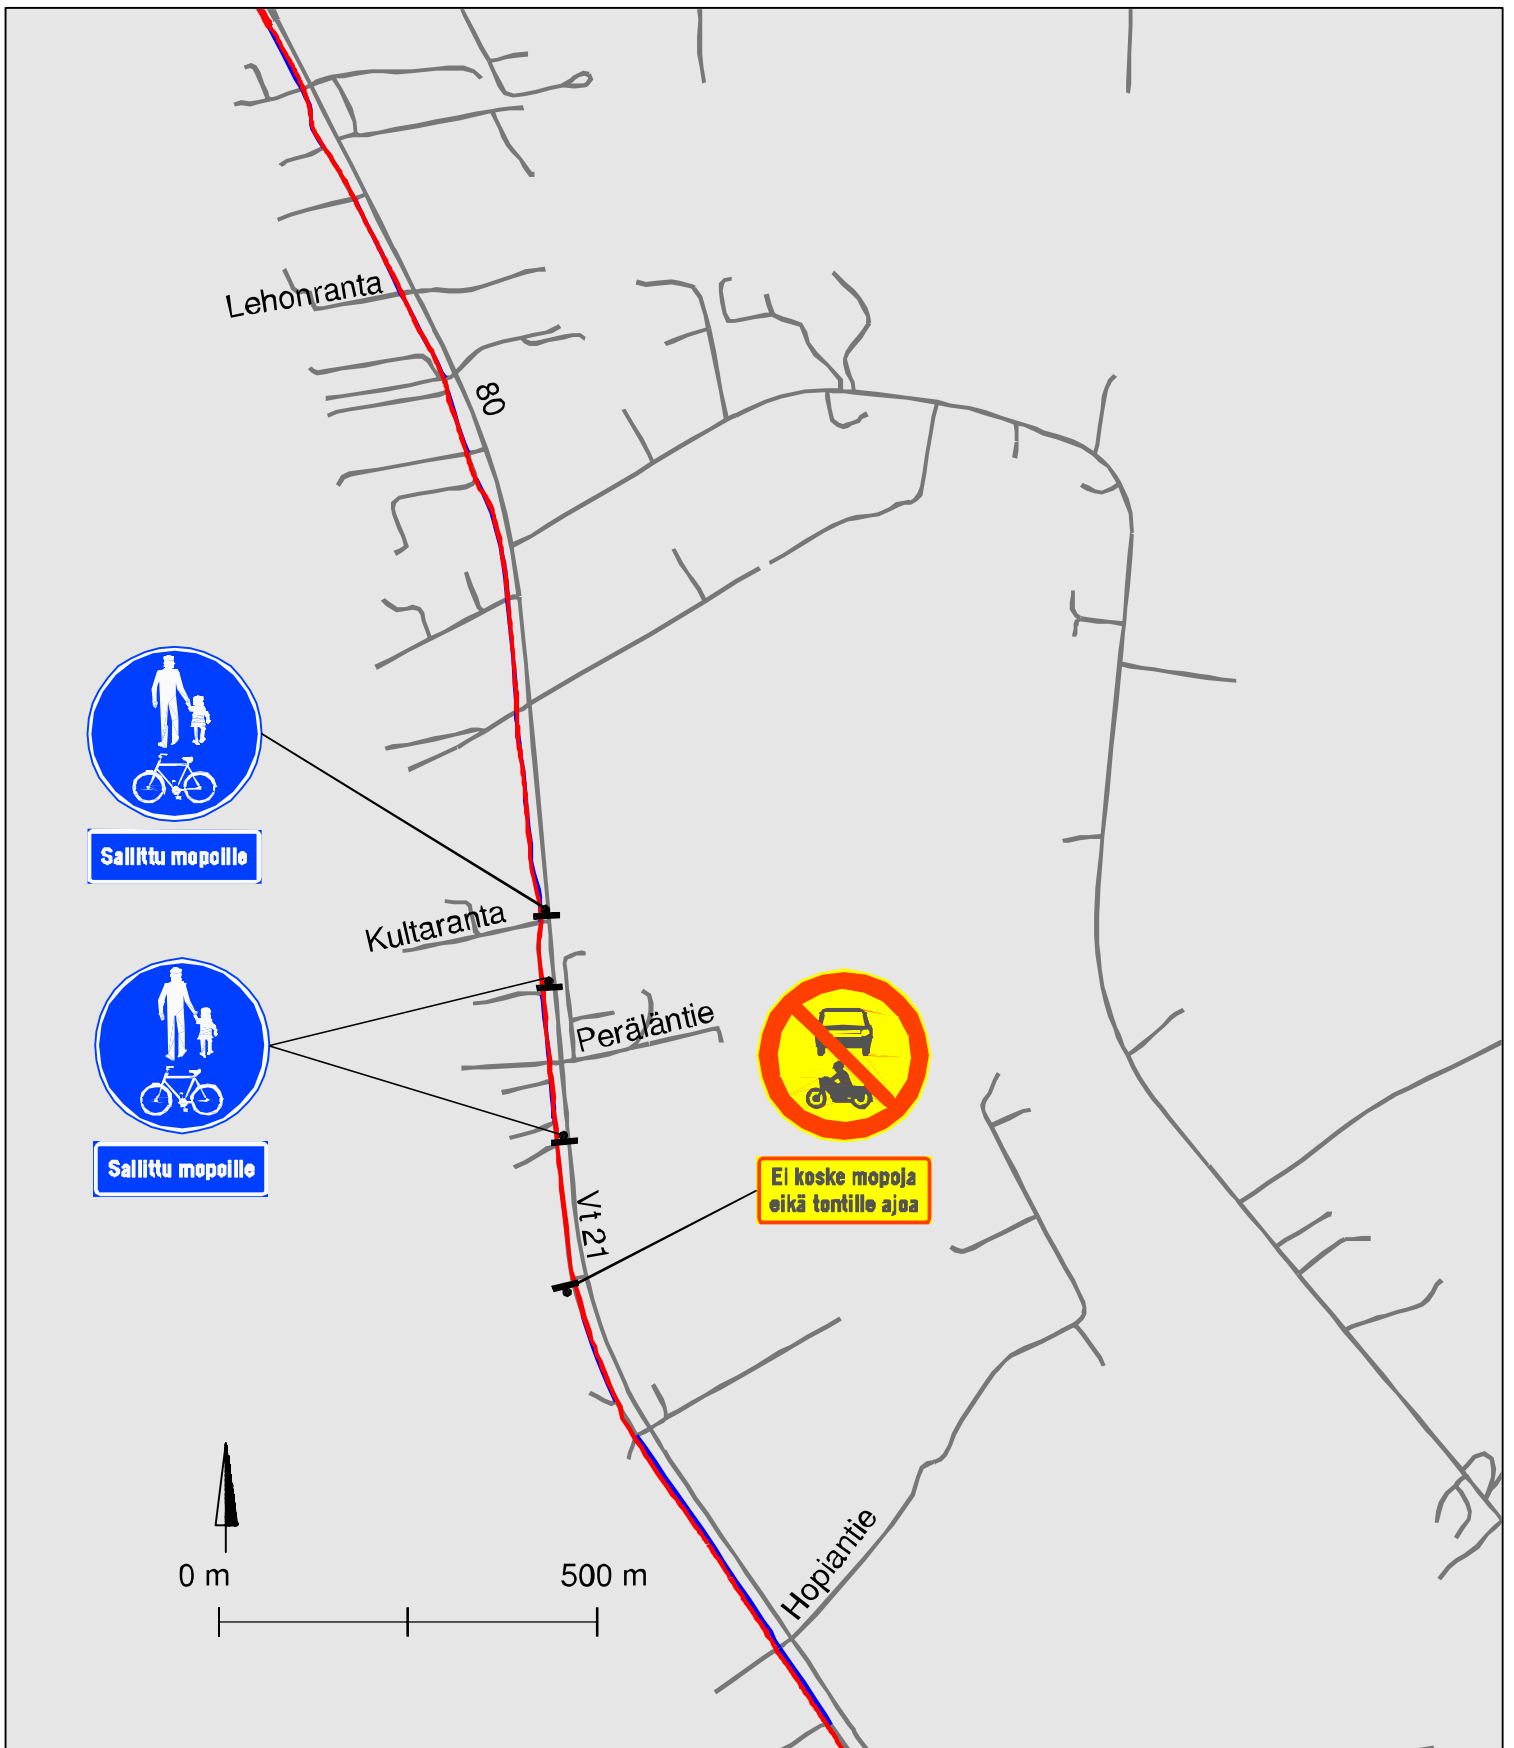 Lehonranta
80
Sallittu mopoille
Kultaranta
Peräläntie
Sallittu mopoille
Ei koske mopoja
eikä tontille ajoa
Vt 21
Hopiantie
0 m
500 m